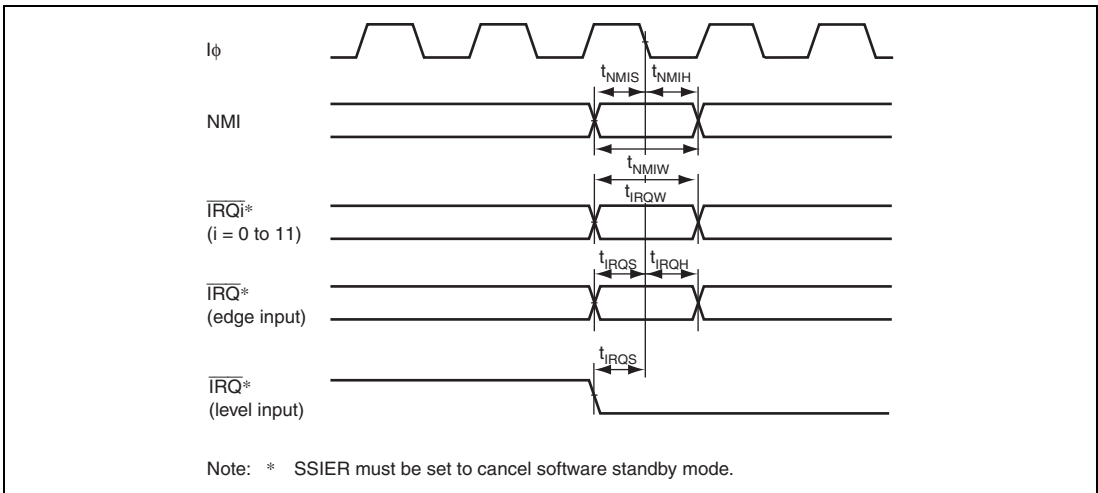 Iφ
tNMIS tNMIH
NMI
tNMIW
tIRQW
IRQi*
(i = 0 to 11)
tIRQS tIRQH
IRQ*
(edge input)
tIRQS
IRQ*
(level input)
Note: * SSIER must be set to cancel software standby mode.